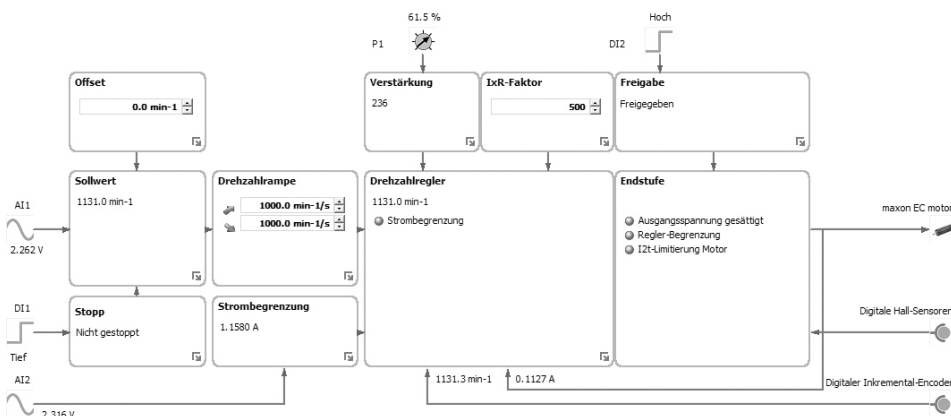 61.5 %
Hoch
P1
DI2
Offset
0.0 min-1
Verstärkung
236
IxR-Faktor
500
Freigabe
Freigegeben
AI1
2.262 V
Sollwert
1131.0 min-1
Drehzahlrampe
1000.0 min-1/s
1000.0 min-1/s
Drehzahlregler
1131.0 min-1
Strombegrenzung
Endstufe
Ausgangsspannung gesättigt
Regler-Begrenzung
I2t-Limitierung Motor
maxon EC motor
DI1
Tief
Stopp
Nicht gestoppt
Strombegrenzung
1.1580 A
Digitale Hall-Sensoren
AI2
2.316 V
1131.3 min-1
0.1127 A
Digitaler Inkremental-Encoder